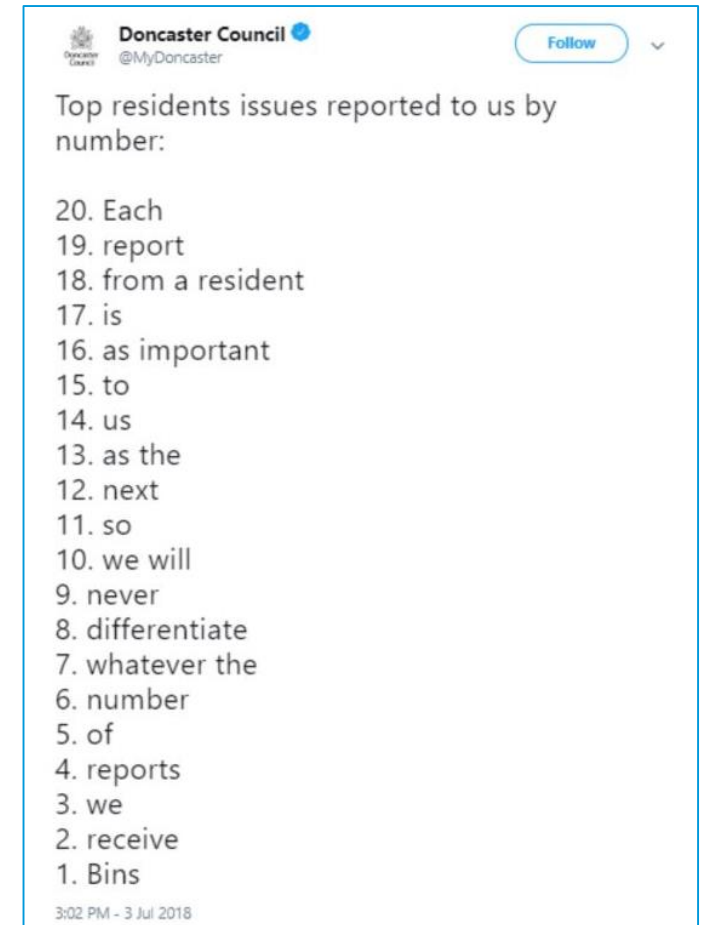 Doncaster Council
@MyDoncaster
Doncaster
Council
Follow
Top residents issues reported to us by
number:
20. Each
19. report
18. from a resident
17. is
16. as important
15. to
14. us
13. as the
12. next
11. so
10. we will
9. never
8. differentiate
7. whatever the
6. number
5. of
4. reports
3. we
2. receive
1. Bins
3:02 PM - 3 Jul 2018